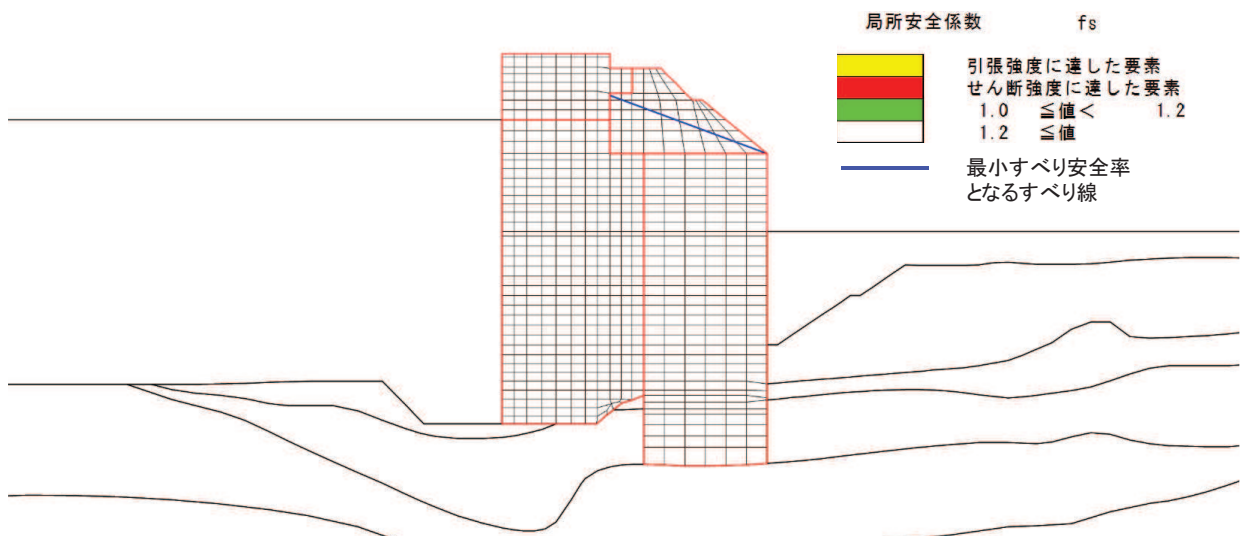 局所安全係数 fs
引張強度に達した要素
せん断強度に達した要素
1.0 ≦値< 1.2
1.2 ≦値
最小すべり安全率
となるすべり線